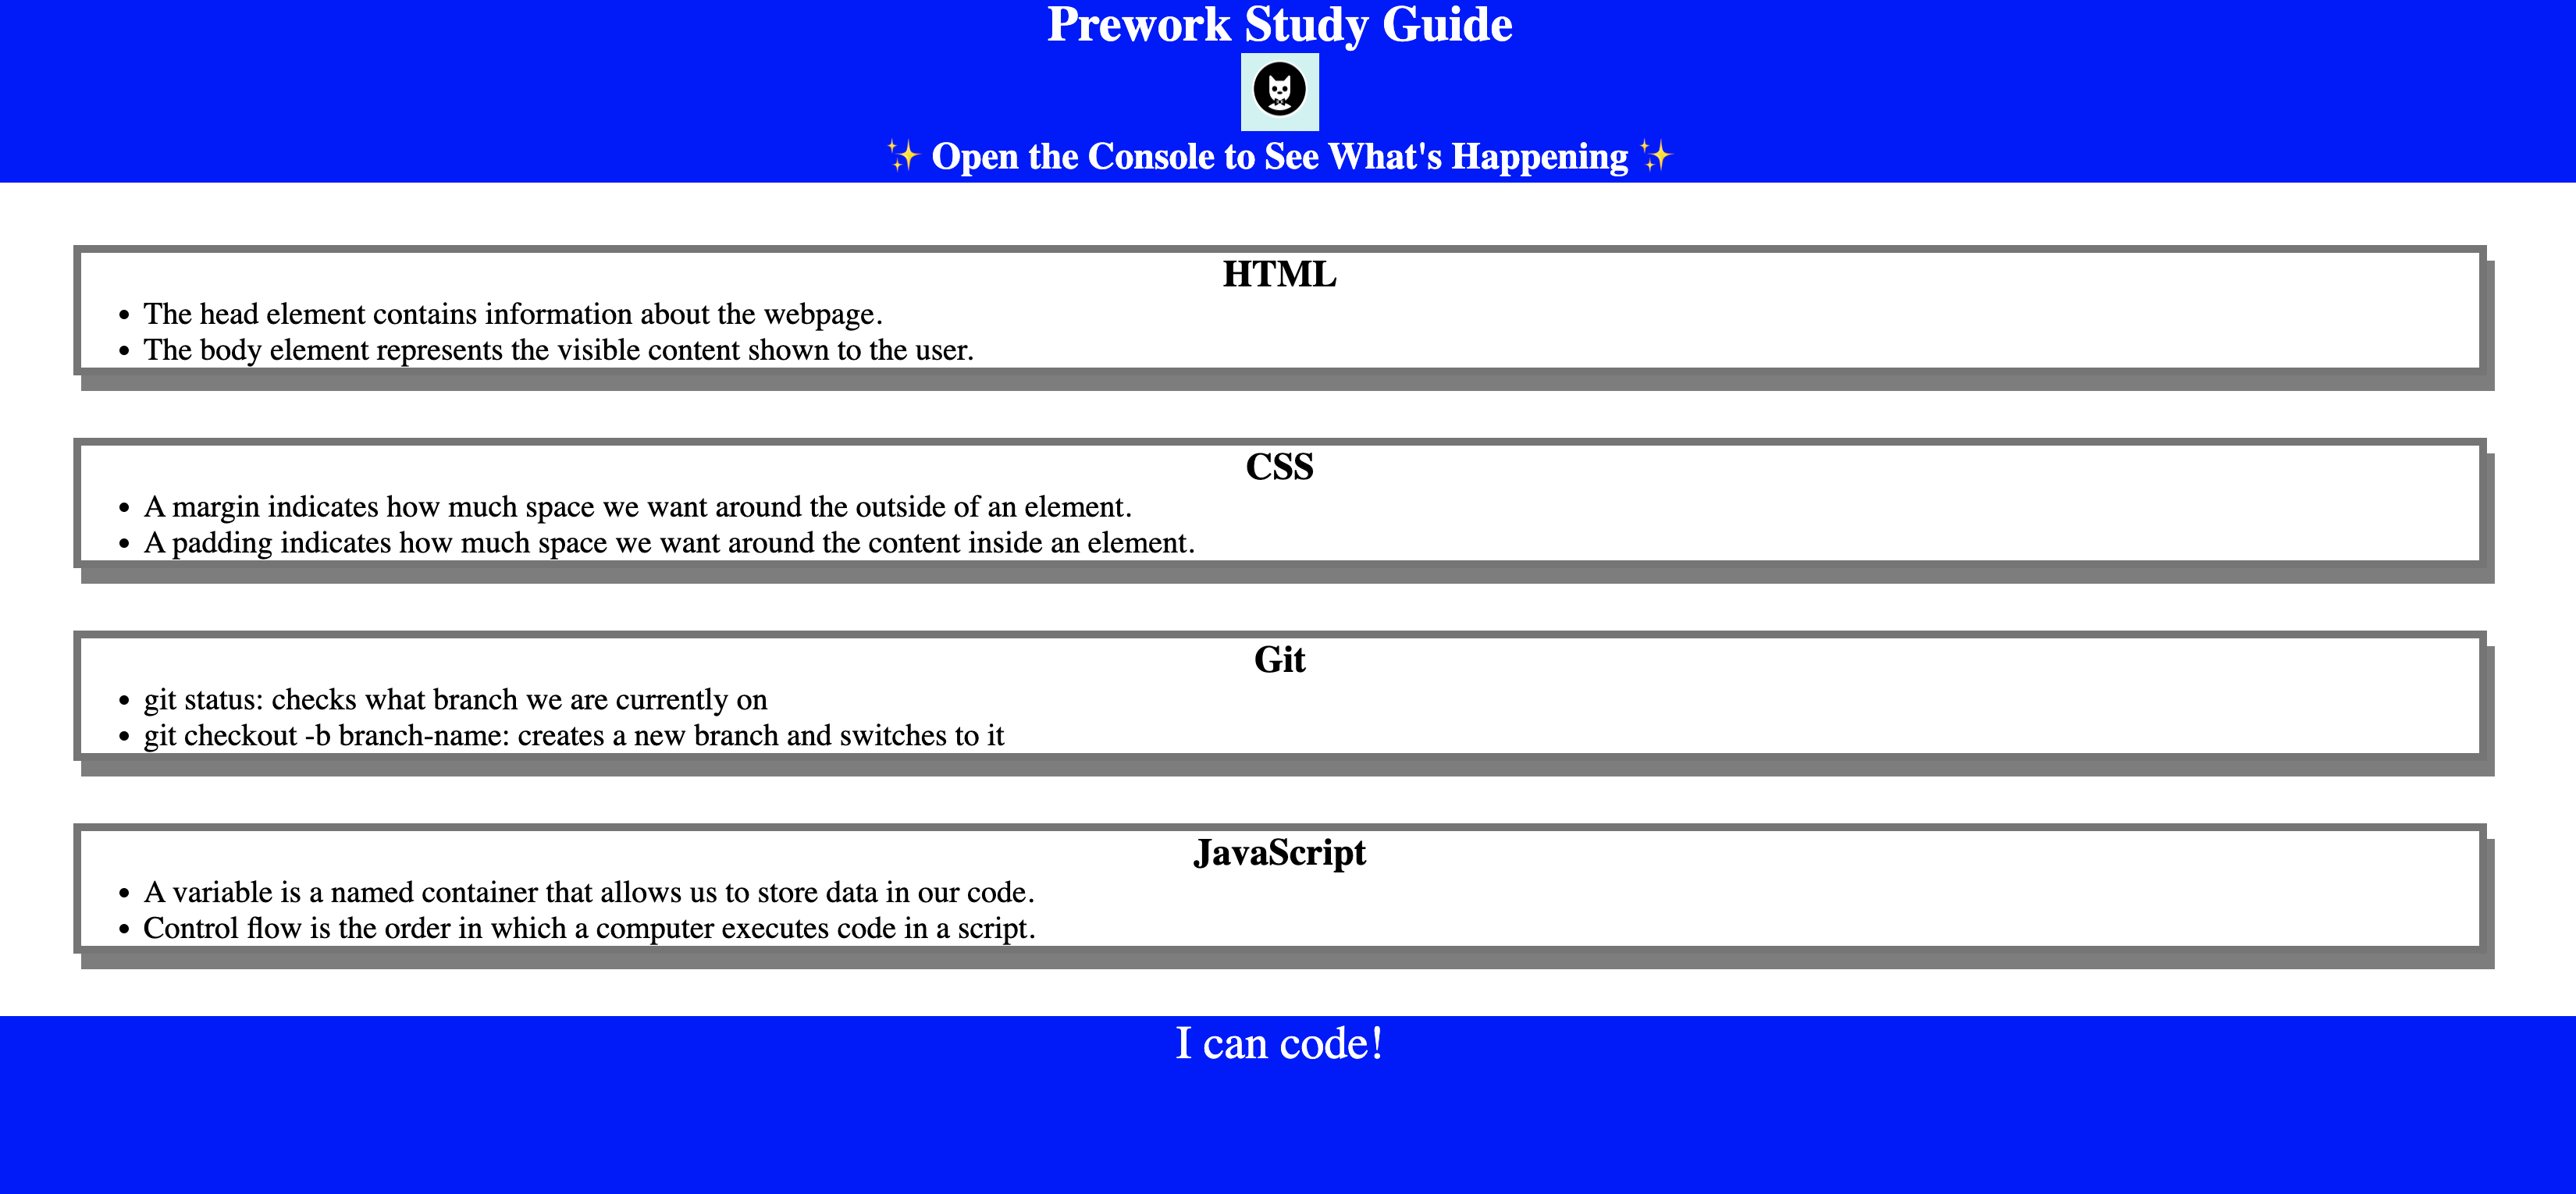 Prework Study Guide
✨ Open the Console to See What's Happening ✨
HTML
• The head element contains information about the webpage.
• The body element represents the visible content shown to the user.
CSS
• A margin indicates how much space we want around the outside of an element.
• A padding indicates how much space we want around the content inside an element.
Git
• git status: checks what branch we are currently on
• git checkout -b branch-name: creates a new branch and switches to it
JavaScript
• A variable is a named container that allows us to store data in our code.
• Control flow is the order in which a computer executes code in a script.
I can code!